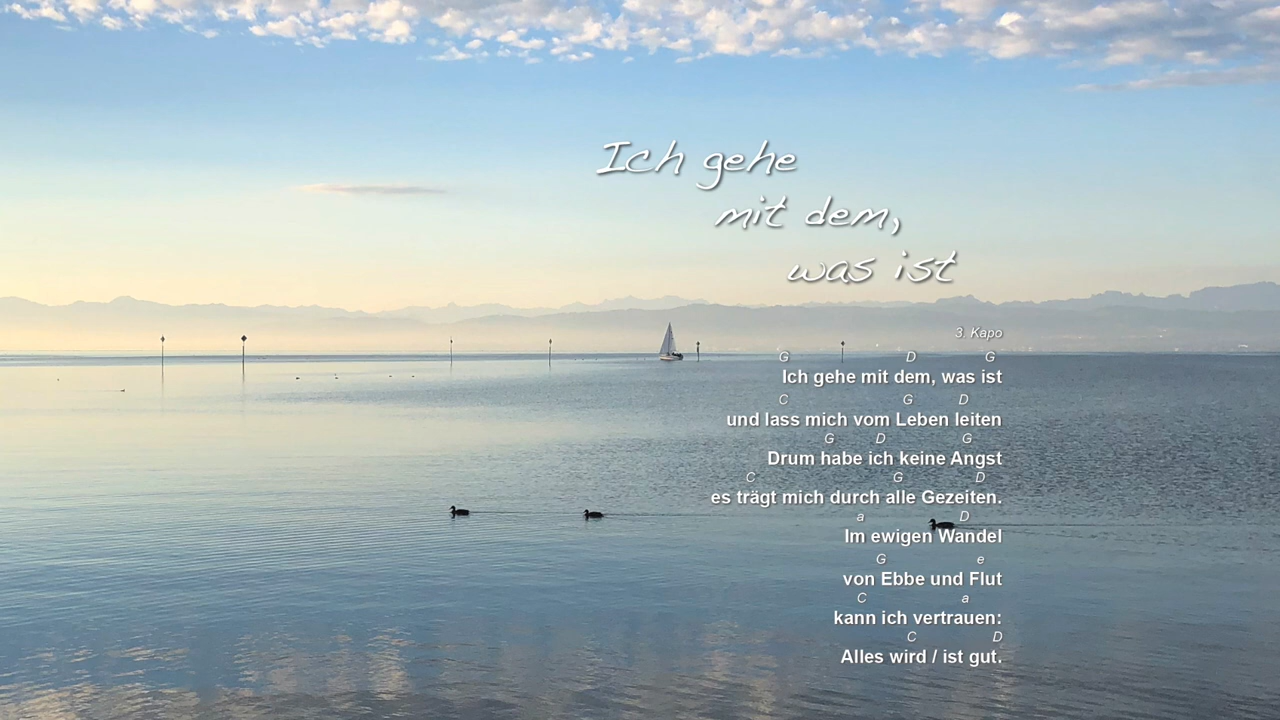 Ich gehe
mit dem,
was ist
3. Kapo
G D G
Ich gehe mit dem, was ist
C G D
und lass mich vom Leben leiten
G D G
Drum habe ich keine Angst
C G D
es trägt mich durch alle Gezeiten.
a D
Im ewigen Wandel
G e
von Ebbe und Flut
C a
kann ich vertrauen:
C D
Alles wird / ist gut.